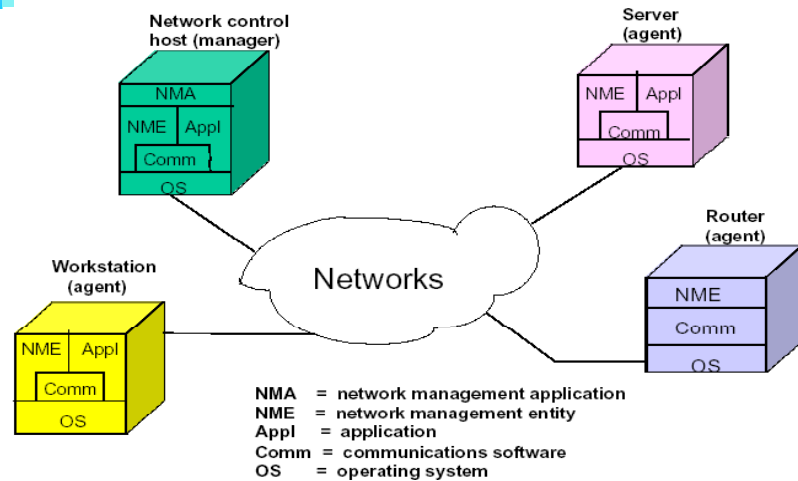 Network control
host (manager)
NMA
NME Appl
Comm
OS
Server
(agent)
NME Appl
Comm
OS
Networks
Workstation
(agent)
NME Appl
Comm
OS
Router
(agent)
NME
Comm
OS
NMA = network management application
NME = network management entity
Appl = application
Comm = communications software
OS = operating system